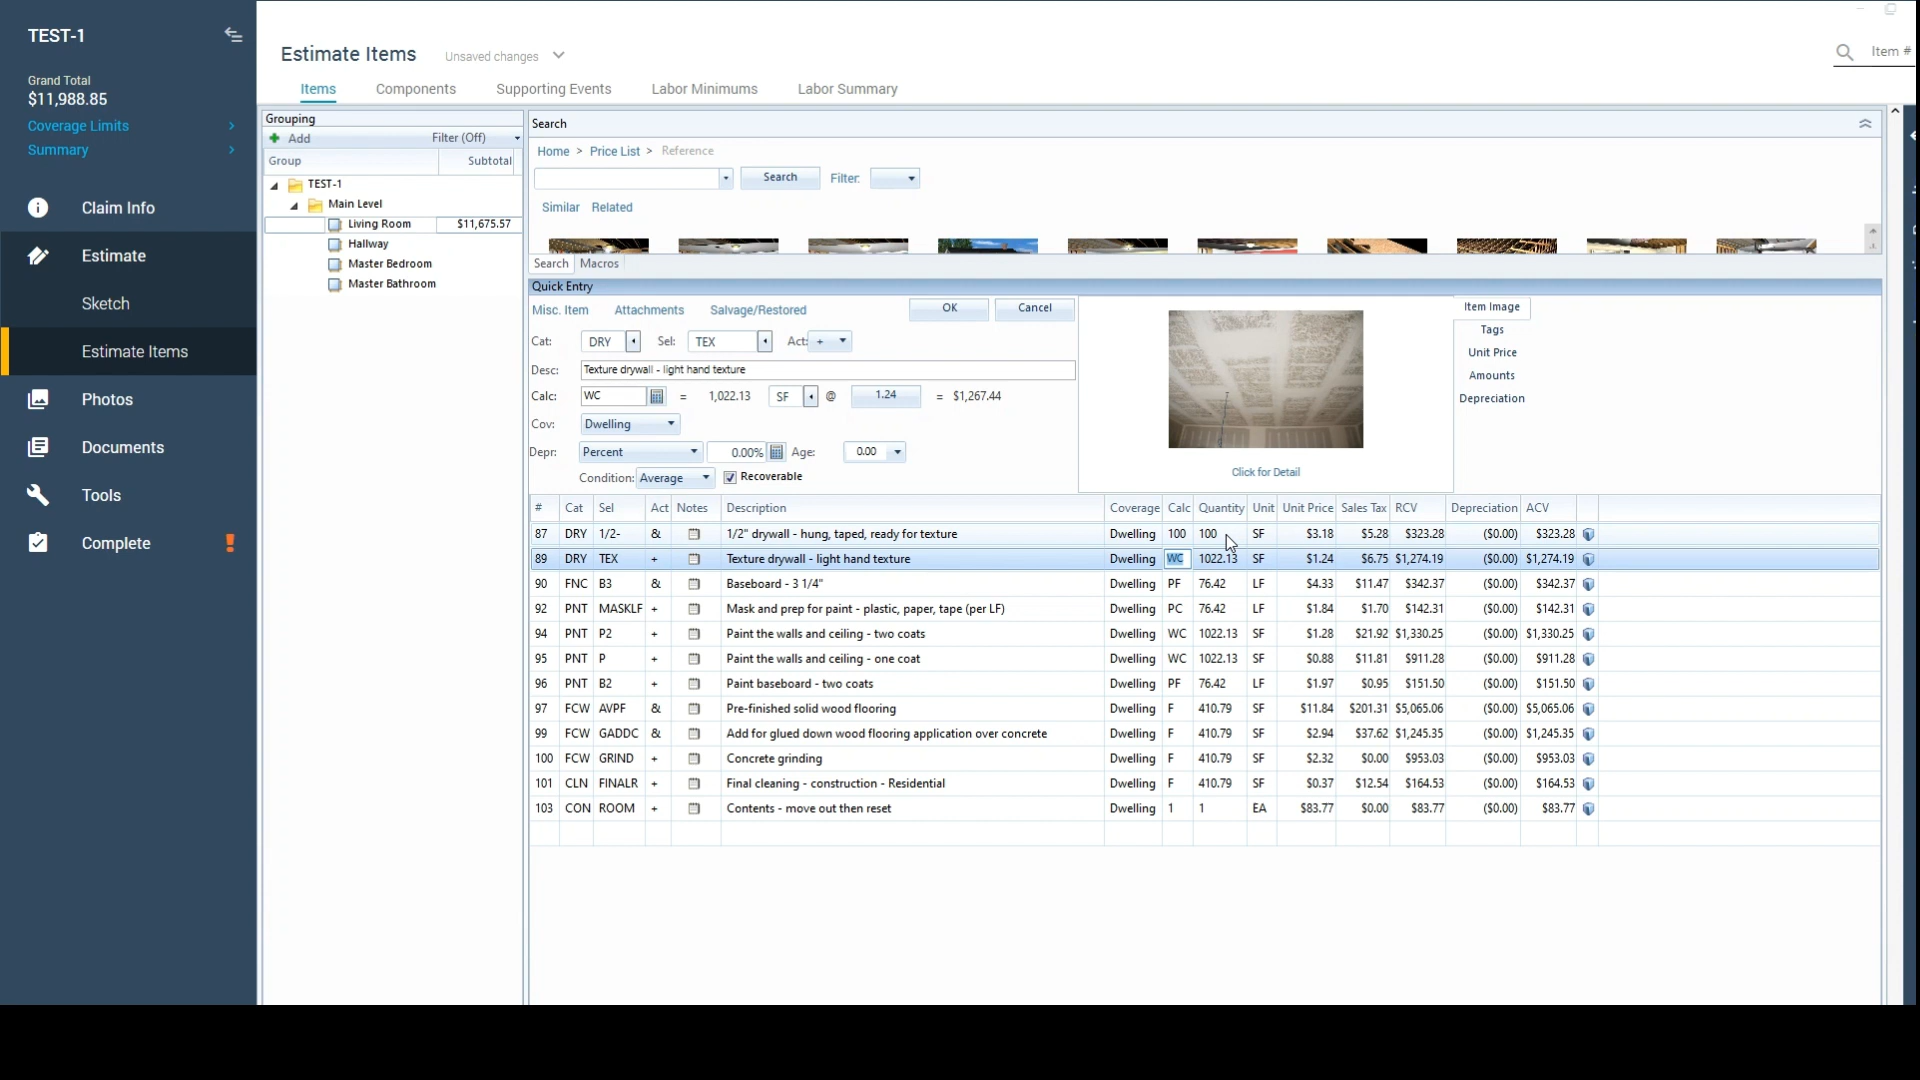 TEST-1
Grand Total
$11,988.85
Coverage Limits
Summary
Claim Info
Estimate
Sketch
Estimate Items
Photos
Documents
Tools
Complete
Estimate Items Unsaved changes
Item #
Items Components Supporting Events Labor Minimums Labor Summary
Grouping
Add Filter (Off)
Group Subtotal
TEST-1
Main Level
Living Room $11,675.57
Hallway
Master Bedroom
Master Bathroom
Search
Home > Price List > Reference
Search Filter:
Similar Related
Search Macros
Quick Entry
Misc. Item Attachments Salvage/Restored OK Cancel
Cat: DRY Sel: TEX Act: +
Desc: Texture drywall - light hand texture
Calc: WC = 1,022.13 SF @ 1.24 = $1,267.44
Cov: Dwelling
Depr: Percent 0.00% Age: 0.00
Condition: Average Recoverable
Click for Detail
Item Image
Tags
Unit Price
Amounts
Depreciation
# Cat Sel Act Notes Description Coverage Calc Quantity Unit Unit Price Sales Tax RCV Depreciation ACV
87 DRY 1/2- & 1/2" drywall - hung, taped, ready for texture Dwelling 100 100 SF $3.18 $5.28 $323.28 ($0.00) $323.28
89 DRY TEX + Texture drywall - light hand texture Dwelling WC 1022.13 SF $1.24 $6.75 $1,274.19 ($0.00) $1,274.19
90 FNC B3 & Baseboard - 3 1/4" Dwelling PF 76.42 LF $4.33 $11.47 $342.37 ($0.00) $342.37
92 PNT MASKLF + Mask and prep for paint - plastic, paper, tape (per LF) Dwelling PC 76.42 LF $1.84 $1.70 $142.31 ($0.00) $142.31
94 PNT P2 + Paint the walls and ceiling - two coats Dwelling WC 1022.13 SF $1.28 $21.92 $1,330.25 ($0.00) $1,330.25
95 PNT P + Paint the walls and ceiling - one coat Dwelling WC 1022.13 SF $0.88 $11.81 $911.28 ($0.00) $911.28
96 PNT B2 + Paint baseboard - two coats Dwelling PF 76.42 LF $1.97 $0.95 $151.50 ($0.00) $151.50
97 FCW AVPF & Pre-finished solid wood flooring Dwelling F 410.79 SF $11.84 $201.31 $5,065.06 ($0.00) $5,065.06
99 FCW GADDC & Add for glued down wood flooring application over concrete Dwelling F 410.79 SF $2.94 $37.62 $1,245.35 ($0.00) $1,245.35
100 FCW GRIND + Concrete grinding Dwelling F 410.79 SF $2.32 $0.00 $953.03 ($0.00) $953.03
101 CLN FINALR + Final cleaning - construction - Residential Dwelling F 410.79 SF $0.37 $12.54 $164.53 ($0.00) $164.53
103 CON ROOM + Contents - move out then reset Dwelling 1 1 EA $83.77 $0.00 $83.77 ($0.00) $83.77